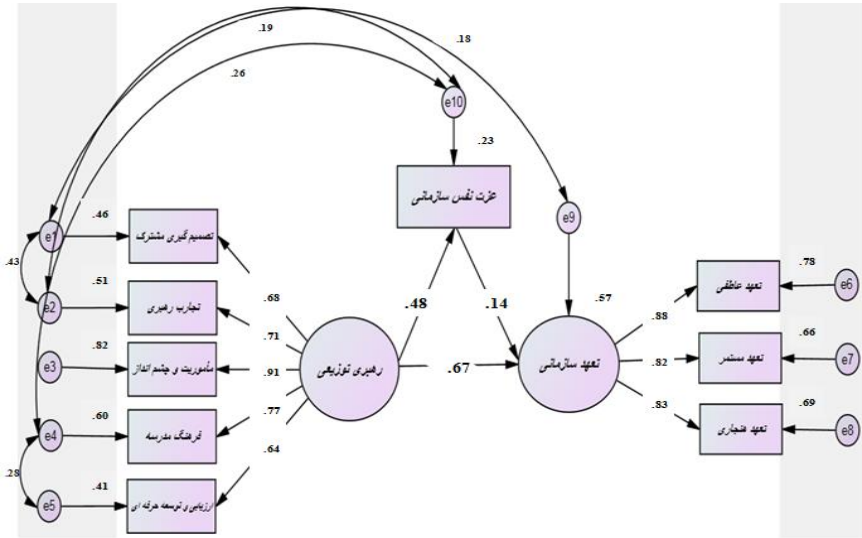 .19
.18
.26
e10
.23
عزت نفس سازمانی
e9
e1
.46
تصمیم گیری مشترک
.43
e2
.51
تجارب رهبری
.68
.71
.48
.14
.57
.78
تعهد عاطفی
e6
.88
e3
.82
مأموریت و چشم انداز
.91
رهبری توزیعی
.67
تعهد سازمانی
.82
.66
تعهد مستمر
e7
e4
.60
فرهنگ مدرسه
.77
.83
.69
تعهد هنجاری
e8
.64
.28
e5
.41
ارزیابی و توسعه حرفه ای